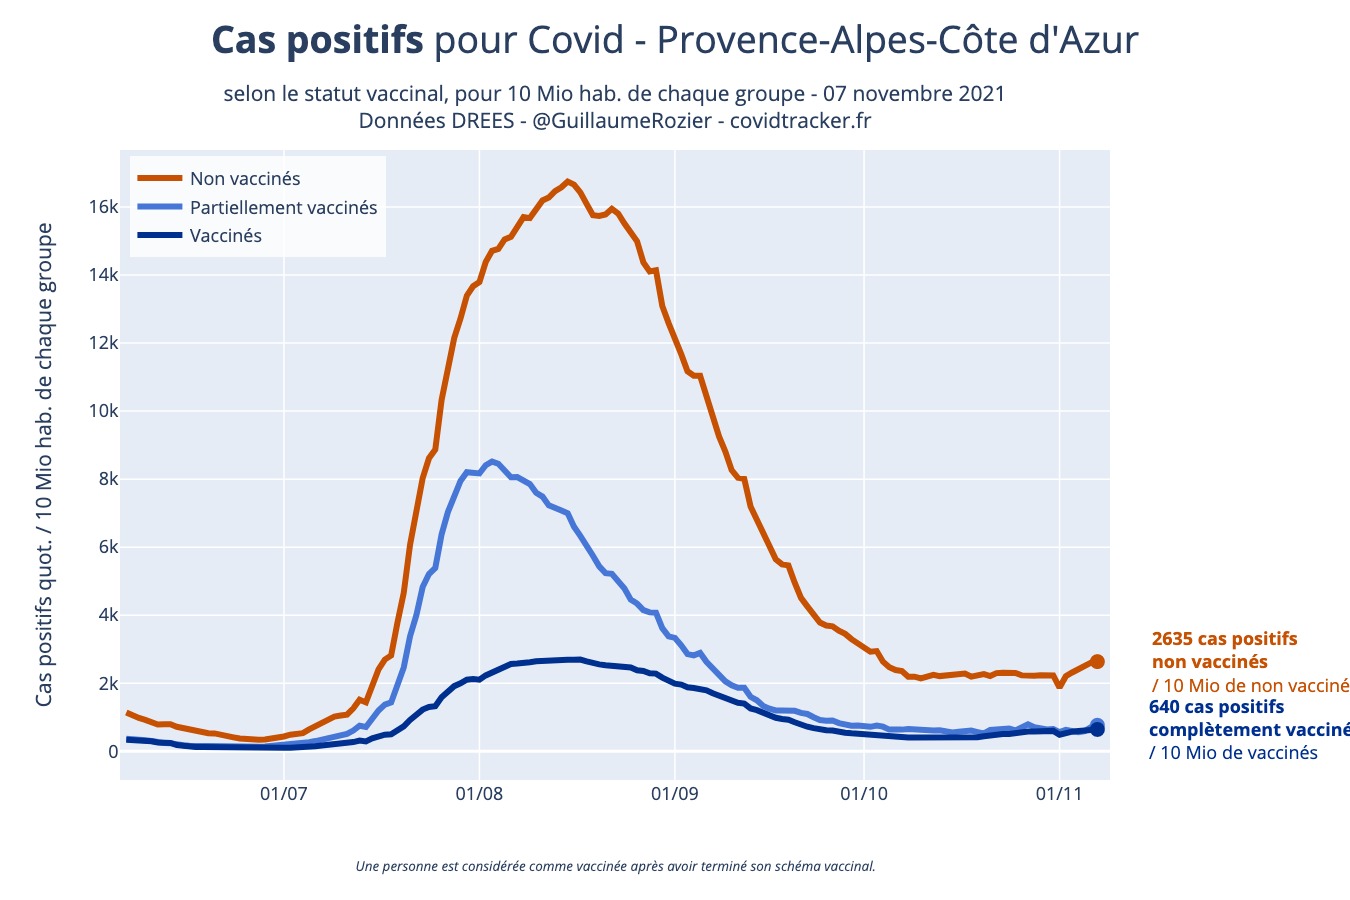 Cas positifs pour Covid - Provence-Alpes-Côte d'Azur
selon le statut vaccinal, pour 10 Mio hab. de chaque groupe - 07 novembre 2021
Données DREES - @GuillaumeRozier - covidtracker.fr
Non vaccinés
Partiellement vaccinés
Vaccinés
Cas positifs quot. / 10 Mio hab. de chaque groupe
16k
14k
12k
10k
8k
6k
4k
2k
0
01/07
01/08
01/09
01/10
01/11
2635 cas positifs
non vaccinés
/ 10 Mio de non vacciné
640 cas positifs
complètement vacciné
/ 10 Mio de vaccinés
Une personne est considérée comme vaccinée après avoir terminé son schéma vaccinal.